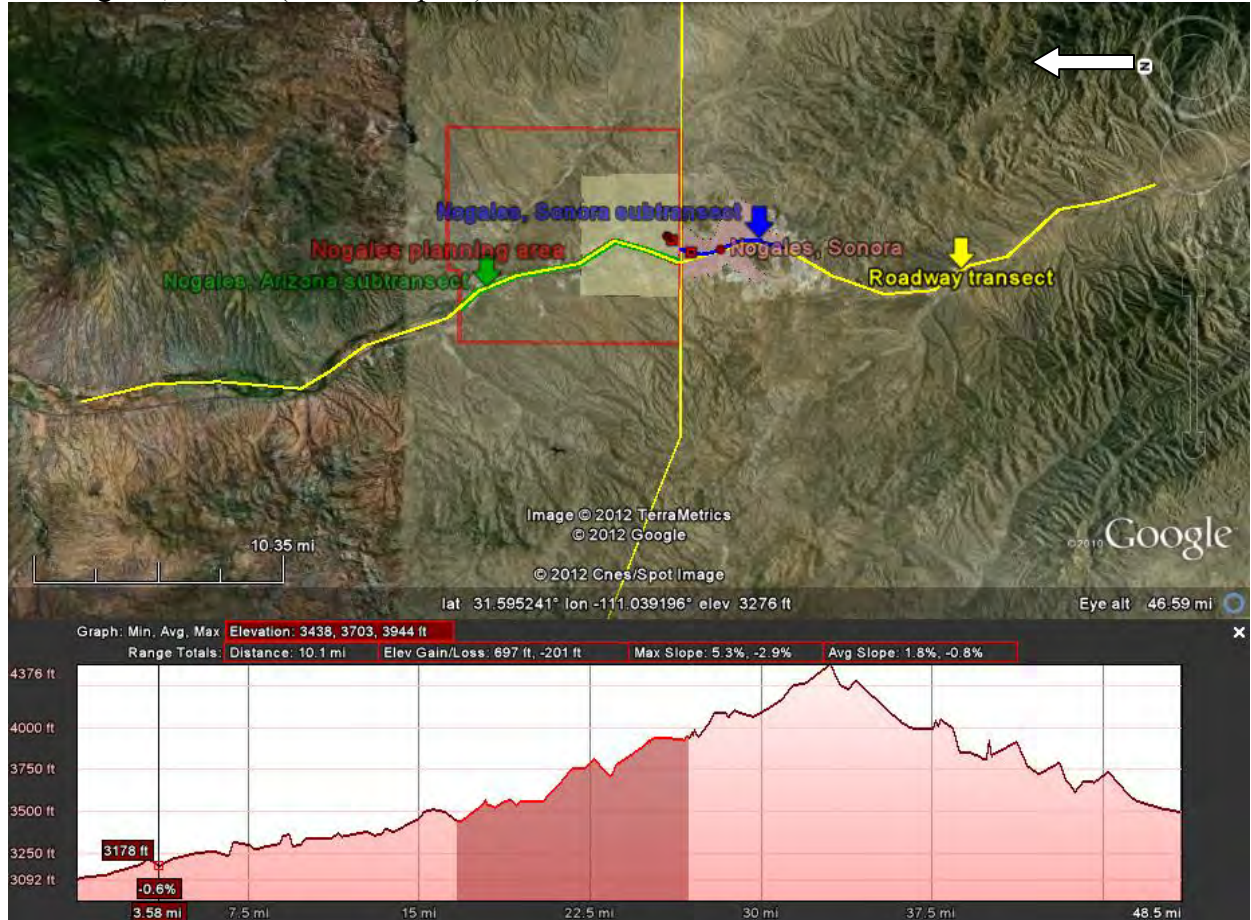 N
Nogales, Sonora subtransect
Nogales planning area
Nogales, Sonora
Nogales, Arizona subtransect
Roadway transect
10.35 mi
Image © 2012 TerraMetrics
© 2012 Google
© 2012 Cnes/Spot Image
©2010 Google
lat 31.595241° lon -111.039196° elev 3276 ft
Eye alt 46.59 mi
Graph: Min, Avg, Max Elevation: 3438, 3703, 3944 ft
Range Totals: Distance: 10.1 mi Elev Gain/Loss: 697 ft, -201 ft Max Slope: 5.3%, -2.9% Avg Slope: 1.8%, -0.8%
4376 ft
4000 ft
3750 ft
3500 ft
3250 ft
3092 ft
3178 ft
-0.6%
3.58 mi 7.5 mi 15 mi 22.5 mi 30 mi 37.5 mi 48.5 mi